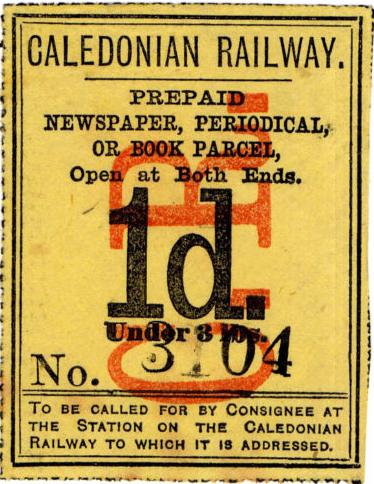 CALEDONIAN RAILWAY.
PREPAID
NEWSPAPER, PERIODICAL,
OR BOOK PARCEL,
Open at Both Ends.
1d.
Under 3 lbs.
No. 3104
TO BE CALLED FOR BY CONSIGNEE AT
THE STATION ON THE CALEDONIAN
RAILWAY TO WHICH IT IS ADDRESSED.